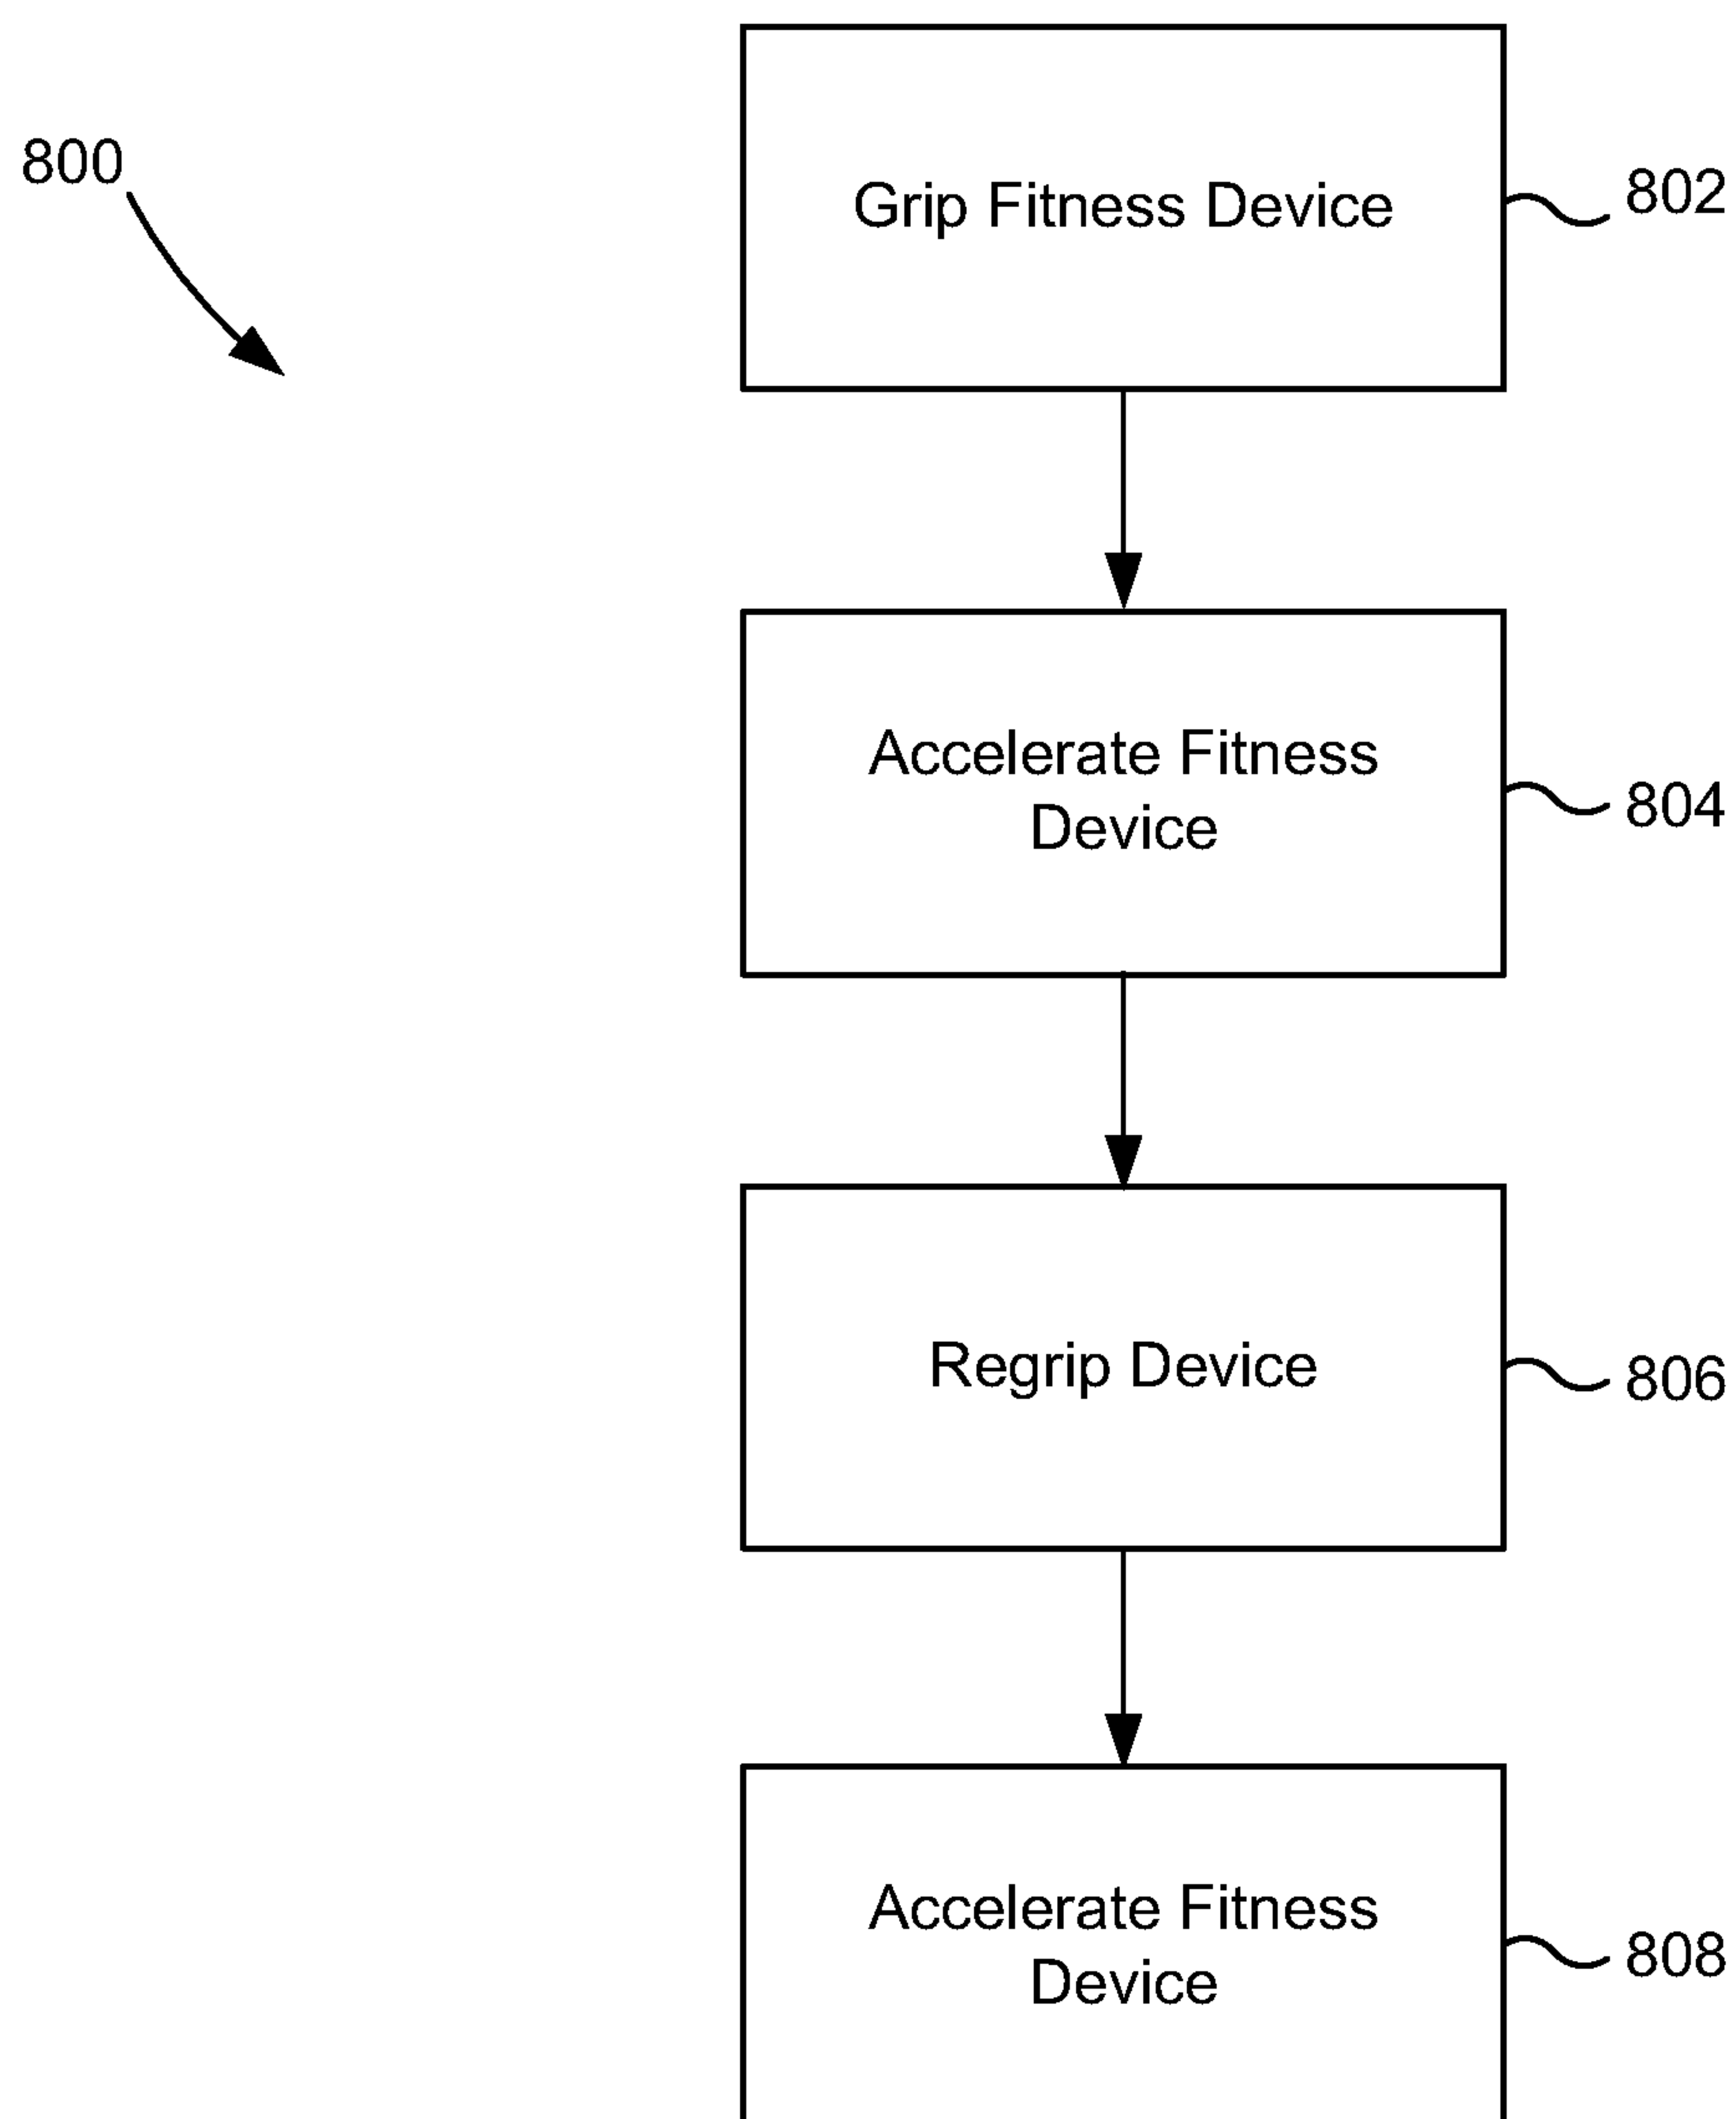 800
Grip Fitness Device
802
Accelerate Fitness
Device
804
Regrip Device
806
Accelerate Fitness
Device
808